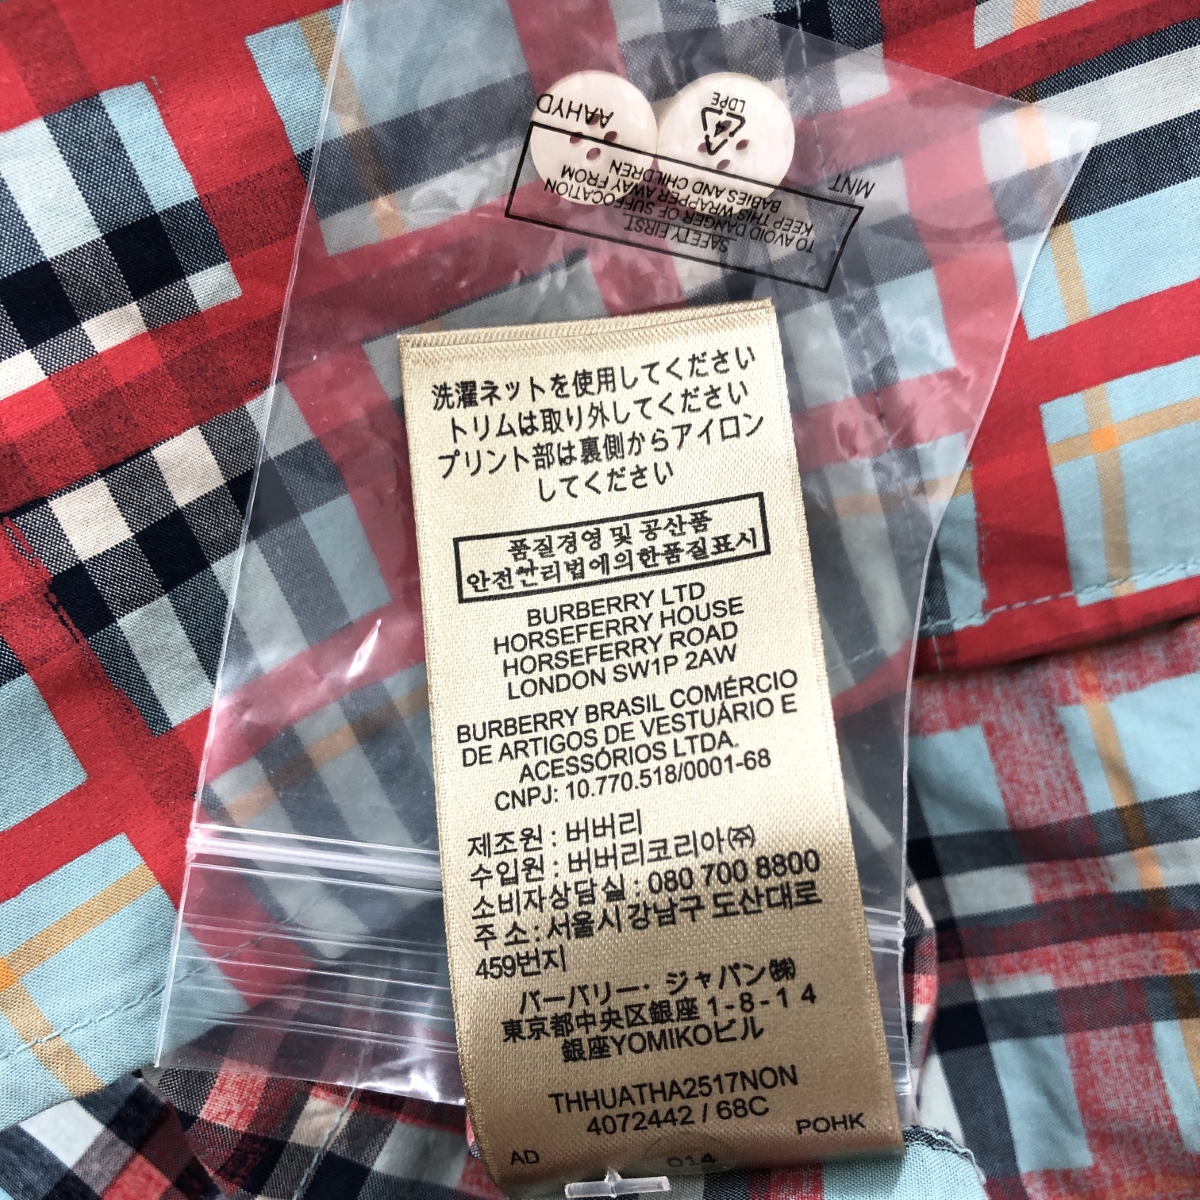 AAHYD
LDPE
4
MNT
SAFETY FIRST
TO AVOID DANGER OF SUFFOCATION
KEEP THIS WRAPPER AWAY FROM
BABIES AND CHILDREN
洗濯ネットを使用してください
トリムは取り外してください
プリント部は裏側からアイロン
してください
품질경영 및 공산품
안전관리법에의한품질표시
BURBERRY LTD
HORSEFERRY HOUSE
HORSEFERRY ROAD
LONDON SW1P 2AW
BURBERRY BRASIL COMÉRCIO
DE ARTIGOS DE VESTUÁRIO E
ACESSÓRIOS LTDA.
CNPJ: 10.770.518/0001-68
제조원 : 버버리
수입원 : 버버리코리아㈜
소비자상담실 : 080 700 8800
주 소 : 서울시 강남구 도산대로
459번지
バーバリー・ジャパン㈱
東京都中央区銀座 1-8-14
銀座YOMIKOビル
THHUATHA2517NON
4072442 / 68C
POHK
AD
014